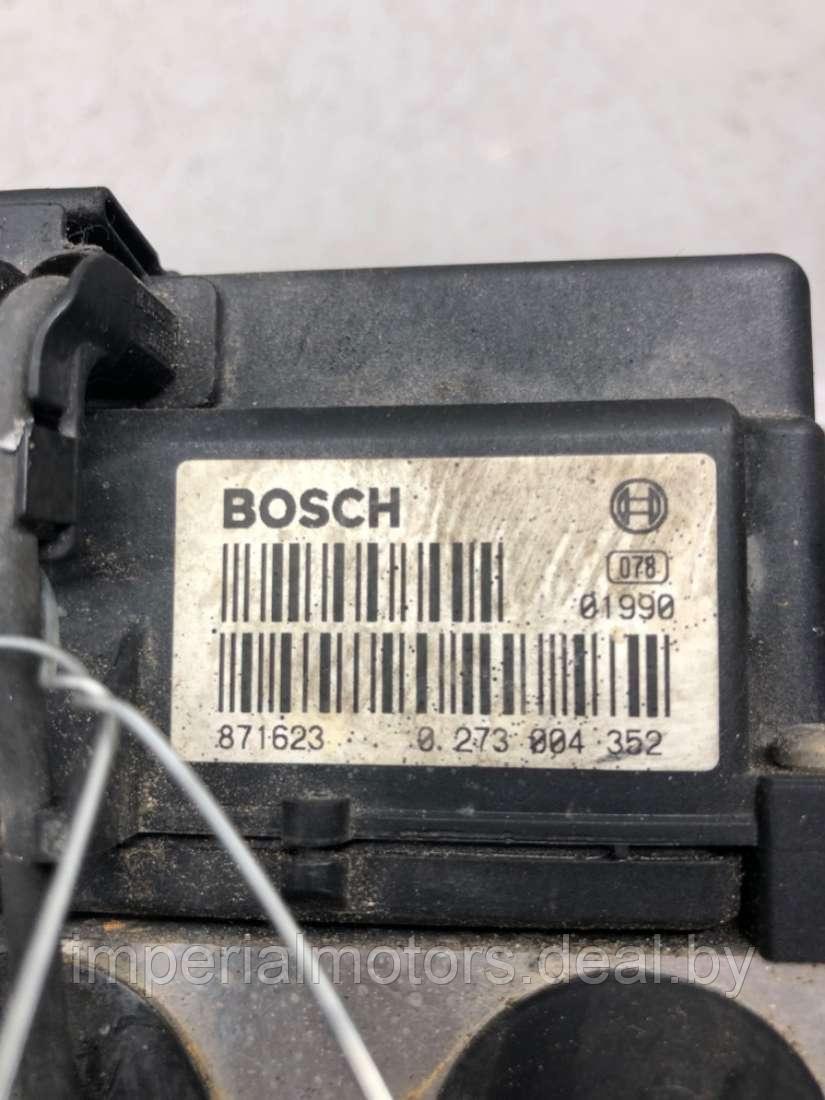 BOSCH
078
01990
871623 0 273 004 352
imperialmotors.deal.by